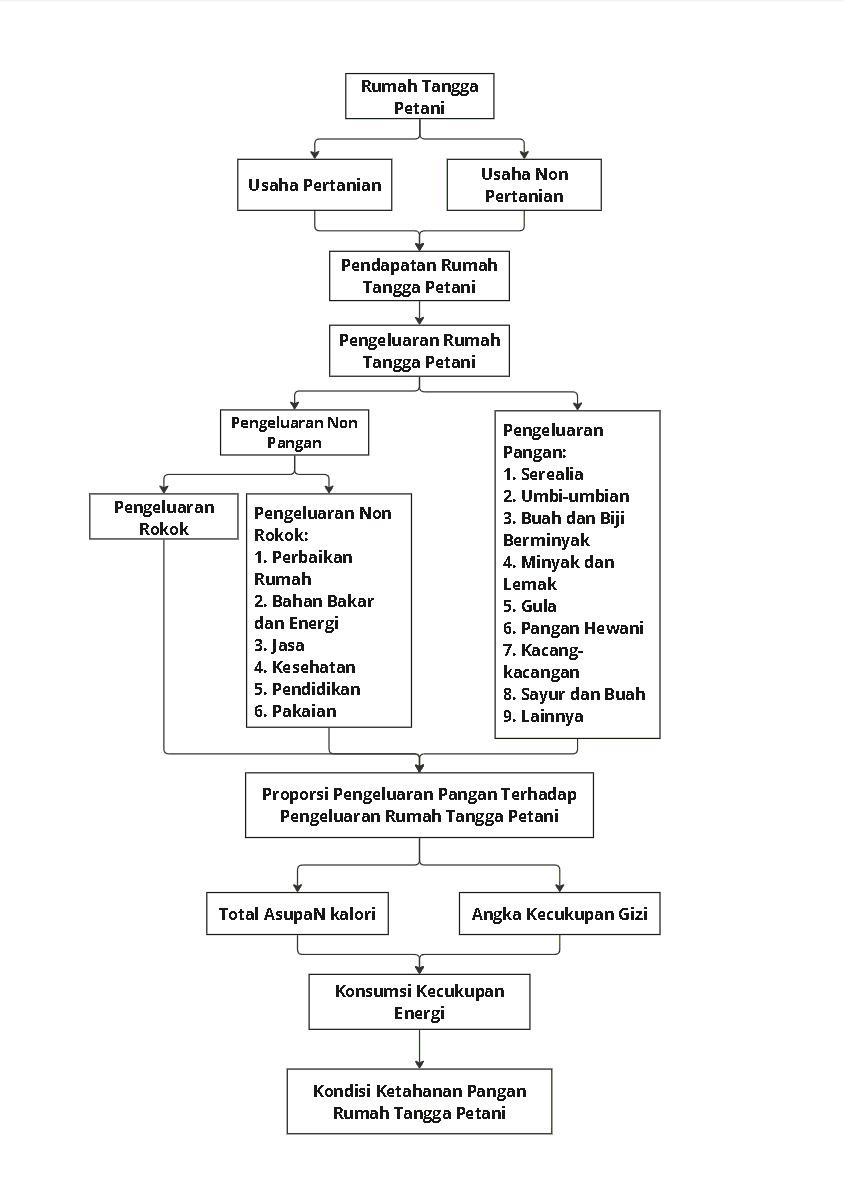 Rumah Tangga
Petani
Usaha Pertanian
Usaha Non
Pertanian
Pendapatan Rumah
Tangga Petani
Pengeluaran Rumah
Tangga Petani
Pengeluaran Non
Pangan
Pengeluaran
Rokok
Pengeluaran Non
Rokok:
1. Perbaikan
Rumah
2. Bahan Bakar
dan Energi
3. Jasa
4. Kesehatan
5. Pendidikan
6. Pakaian
Pengeluaran
Pangan:
1. Serealia
2. Umbi-umbian
3. Buah dan Biji
Berminyak
4. Minyak dan
Lemak
5. Gula
6. Pangan Hewani
7. Kacang-
kacangan
8. Sayur dan Buah
9. Lainnya
Proporsi Pengeluaran Pangan Terhadap
Pengeluaran Rumah Tangga Petani
Total AsupaN kalori
Angka Kecukupan Gizi
Konsumsi Kecukupan
Energi
Kondisi Ketahanan Pangan
Rumah Tangga Petani